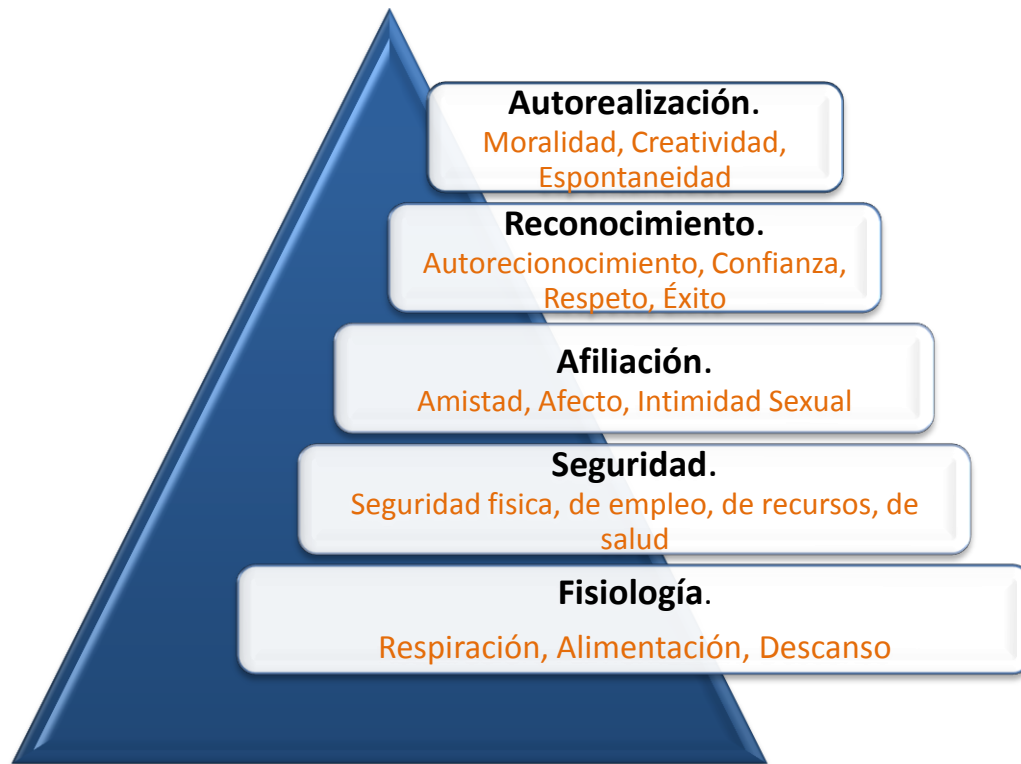 Autorealización.
Moralidad, Creatividad,
Espontaneidad
Reconocimiento.
Autorecionocimiento, Confianza,
Respeto, Éxito
Afiliación.
Amistad, Afecto, Intimidad Sexual
Seguridad.
Seguridad fisica, de empleo, de recursos, de
salud
Fisiología.
Respiración, Alimentación, Descanso